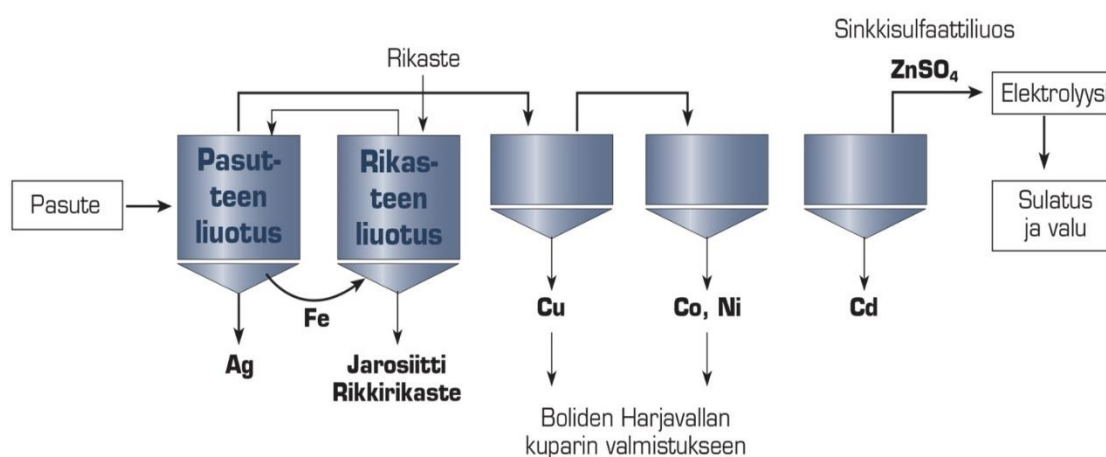 Sinkkisulfaattiliuos
ZnSO₄
Rikaste
Elektrolyysi
Pasute
Pasut-
teen
liuotus
Rikas-
teen
liuotus
Sulatus
ja valu
Fe
Ag
Jarosiitti
Rikkirikaste
Cu
Co, Ni
Cd
Boliden Harjavallan
kuparin valmistukseen